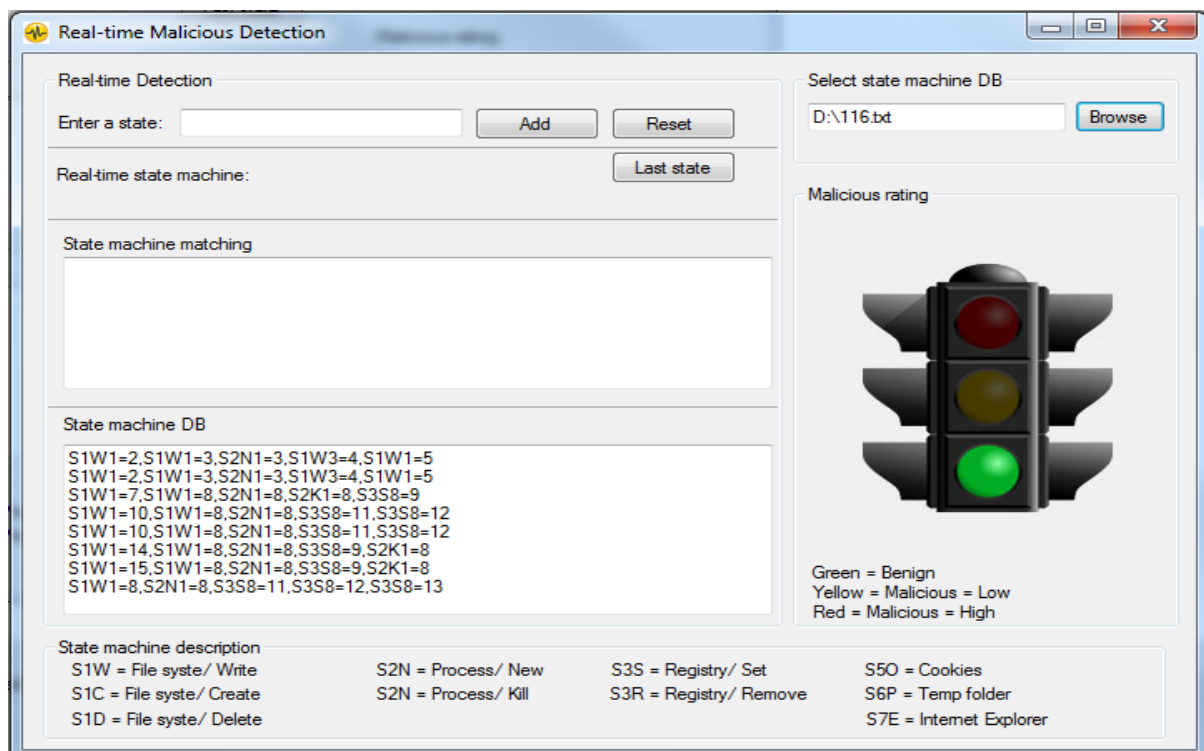 Real-time Malicious Detection
Real-time Detection
Enter a state:
Add
Reset
Real-time state machine:
Last state
State machine matching
State machine DB
S1W1=2,S1W1=3,S2N1=3,S1W3=4,S1W1=5
S1W1=2,S1W1=3,S2N1=3,S1W3=4,S1W1=5
S1W1=7,S1W1=8,S2N1=8,S2K1=8,S3S8=9
S1W1=10,S1W1=8,S2N1=8,S3S8=11,S3S8=12
S1W1=10,S1W1=8,S2N1=8,S3S8=11,S3S8=12
S1W1=14,S1W1=8,S2N1=8,S3S8=9,S2K1=8
S1W1=15,S1W1=8,S2N1=8,S3S8=9,S2K1=8
S1W1=8,S2N1=8,S3S8=11,S3S8=12,S3S8=13
Select state machine DB
D:\116.txt
Browse
Malicious rating
Green = Benign
Yellow = Malicious = Low
Red = Malicious = High
State machine description
S1W = File syste/ Write
S1C = File syste/ Create
S1D = File syste/ Delete
S2N = Process/ New
S2N = Process/ Kill
S3S = Registry/ Set
S3R = Registry/ Remove
S5O = Cookies
S6P = Temp folder
S7E = Internet Explorer